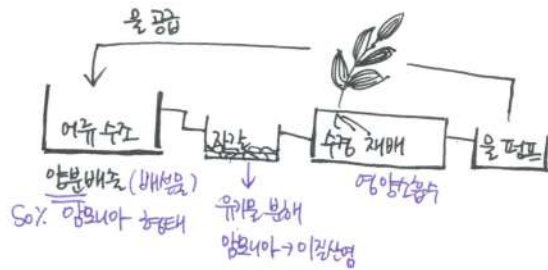 물 공급
어류 수조
자갈
수경 재배
물 펌프
양분배출 (배설물)
50% 암모니아 형태
유기물 분해
암모니아 → 이질산염
영양소흡수